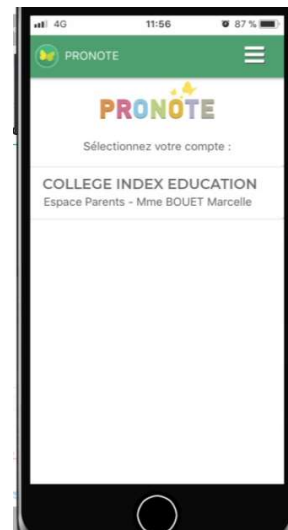 4G 11:56 87 %
PRONOTE
PRONOTE
Sélectionnez votre compte :
COLLEGE INDEX EDUCATION
Espace Parents - Mme BOUET Marcelle